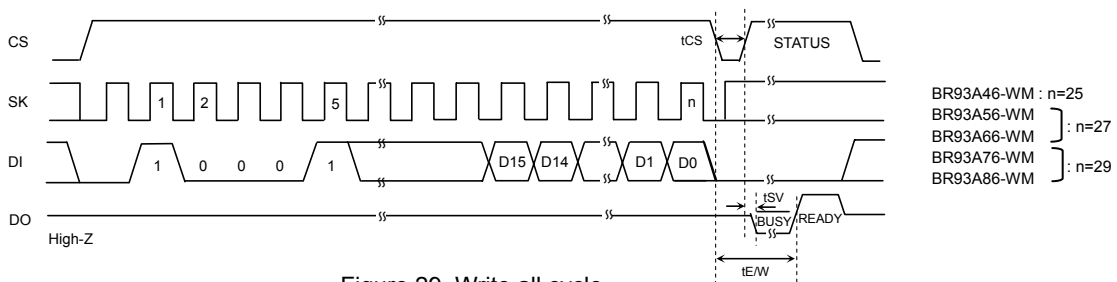 CS
tCS
STATUS
SK
1
2
5
n
BR93A46-WM : n=25
BR93A56-WM
BR93A66-WM
: n=27
BR93A76-WM
BR93A86-WM
: n=29
DI
1
0
0
0
1
D15
D14
D1
D0
DO
High-Z
tSV
BUSY
READY
tE/W